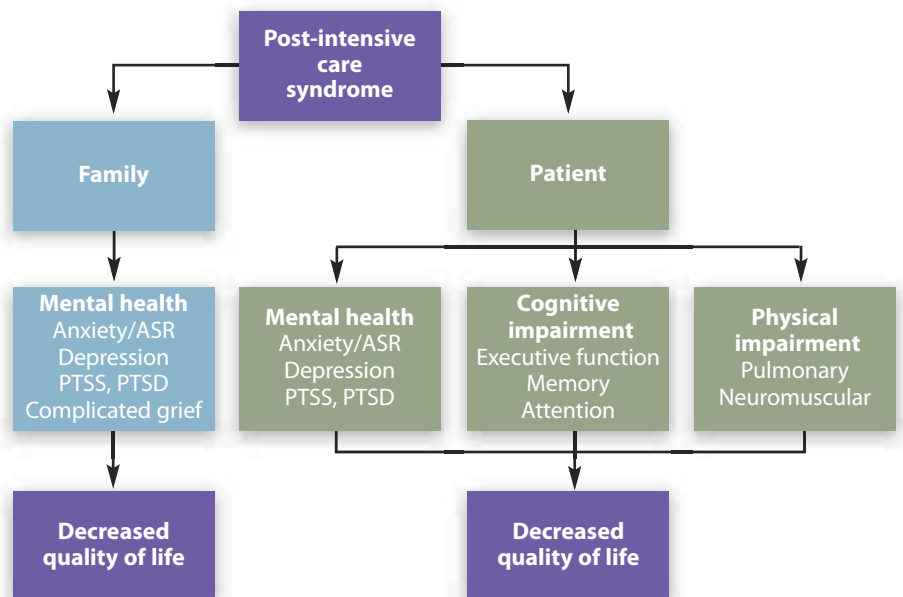 Post-intensive
care
syndrome
Family
Patient
Mental health
Anxiety/ASR
Depression
PTSS, PTSD
Complicated grief
Mental health
Anxiety/ASR
Depression
PTSS, PTSD
Cognitive
impairment
Executive function
Memory
Attention
Physical
impairment
Pulmonary
Neuromuscular
Decreased
quality of life
Decreased
quality of life